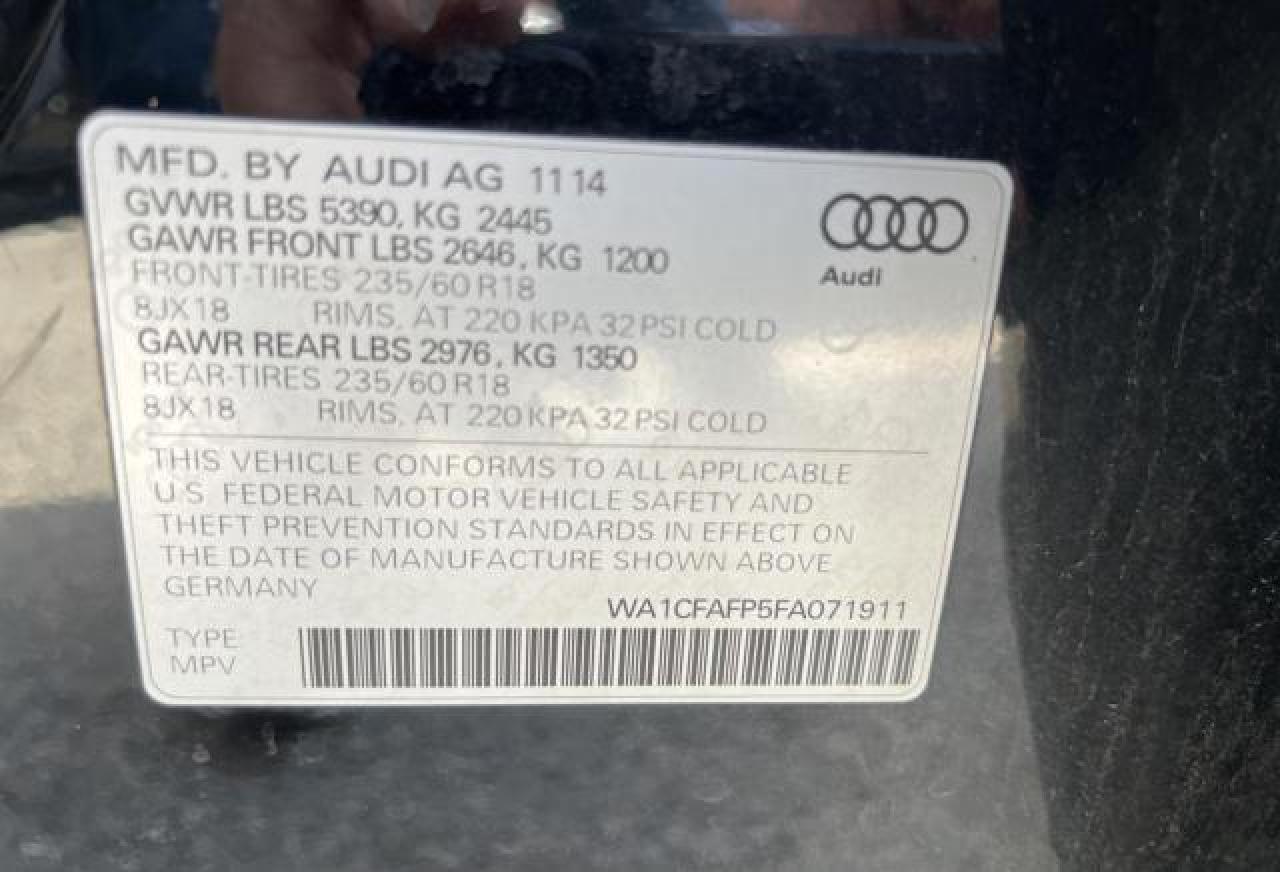 MFD. BY AUDI AG 11 14
GVWR LBS 5390, KG 2445
GAWR FRONT LBS 2646, KG 1200
FRONT-TIRES 235/60 R18
8JX18 RIMS, AT 220 KPA 32 PSI COLD
GAWR REAR LBS 2976, KG 1350
REAR-TIRES 235/60 R18
8JX18 RIMS, AT 220 KPA 32 PSI COLD
Audi
THIS VEHICLE CONFORMS TO ALL APPLICABLE
U.S. FEDERAL MOTOR VEHICLE SAFETY AND
THEFT PREVENTION STANDARDS IN EFFECT ON
THE DATE OF MANUFACTURE SHOWN ABOVE
GERMANY
WA1CFAFP5FA071911
TYPE
MPV